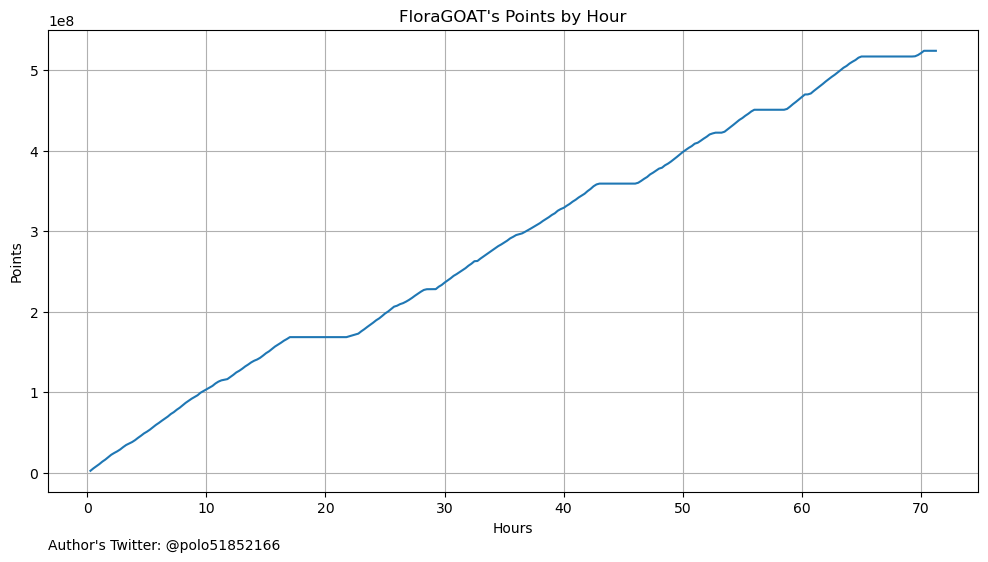 FloraGOAT's Points by Hour
1e8
5
4
3
2
1
0
Points
0 10 20 30 40 50 60 70
Hours
Author's Twitter: @polo51852166